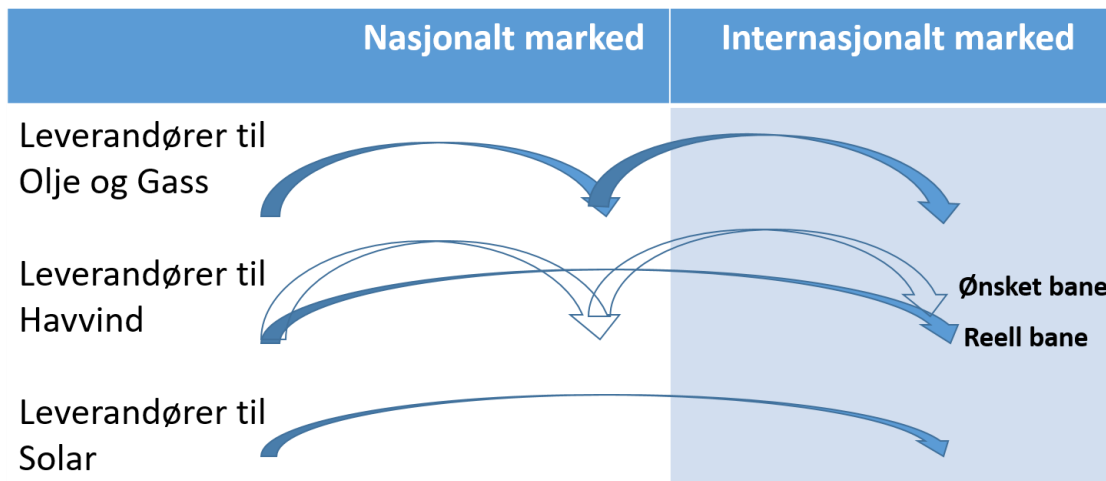 Nasjonalt marked
Internasjonalt marked
Leverandører til
Olje og Gass
Leverandører til
Havvind
Ønsket bane
Reell bane
Leverandører til
Solar